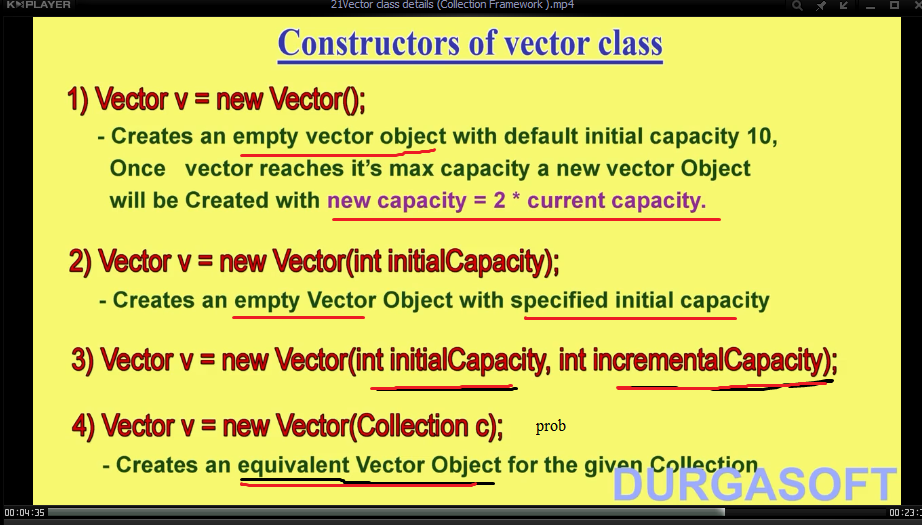 KMPLAYER
21Vector class details (Collection Framework ).mp4
Constructors of vector class
1) Vector v = new Vector();
- Creates an empty vector object with default initial capacity 10,
Once vector reaches it's max capacity a new vector Object
will be Created with new capacity = 2 * current capacity.
2) Vector v = new Vector(int initialCapacity);
- Creates an empty Vector Object with specified initial capacity
3) Vector v = new Vector(int initialCapacity, int incrementalCapacity);
4) Vector v = new Vector(Collection c); prob
- Creates an equivalent Vector Object for the given Collection
DURGASOFT
00:04:35
00:23: